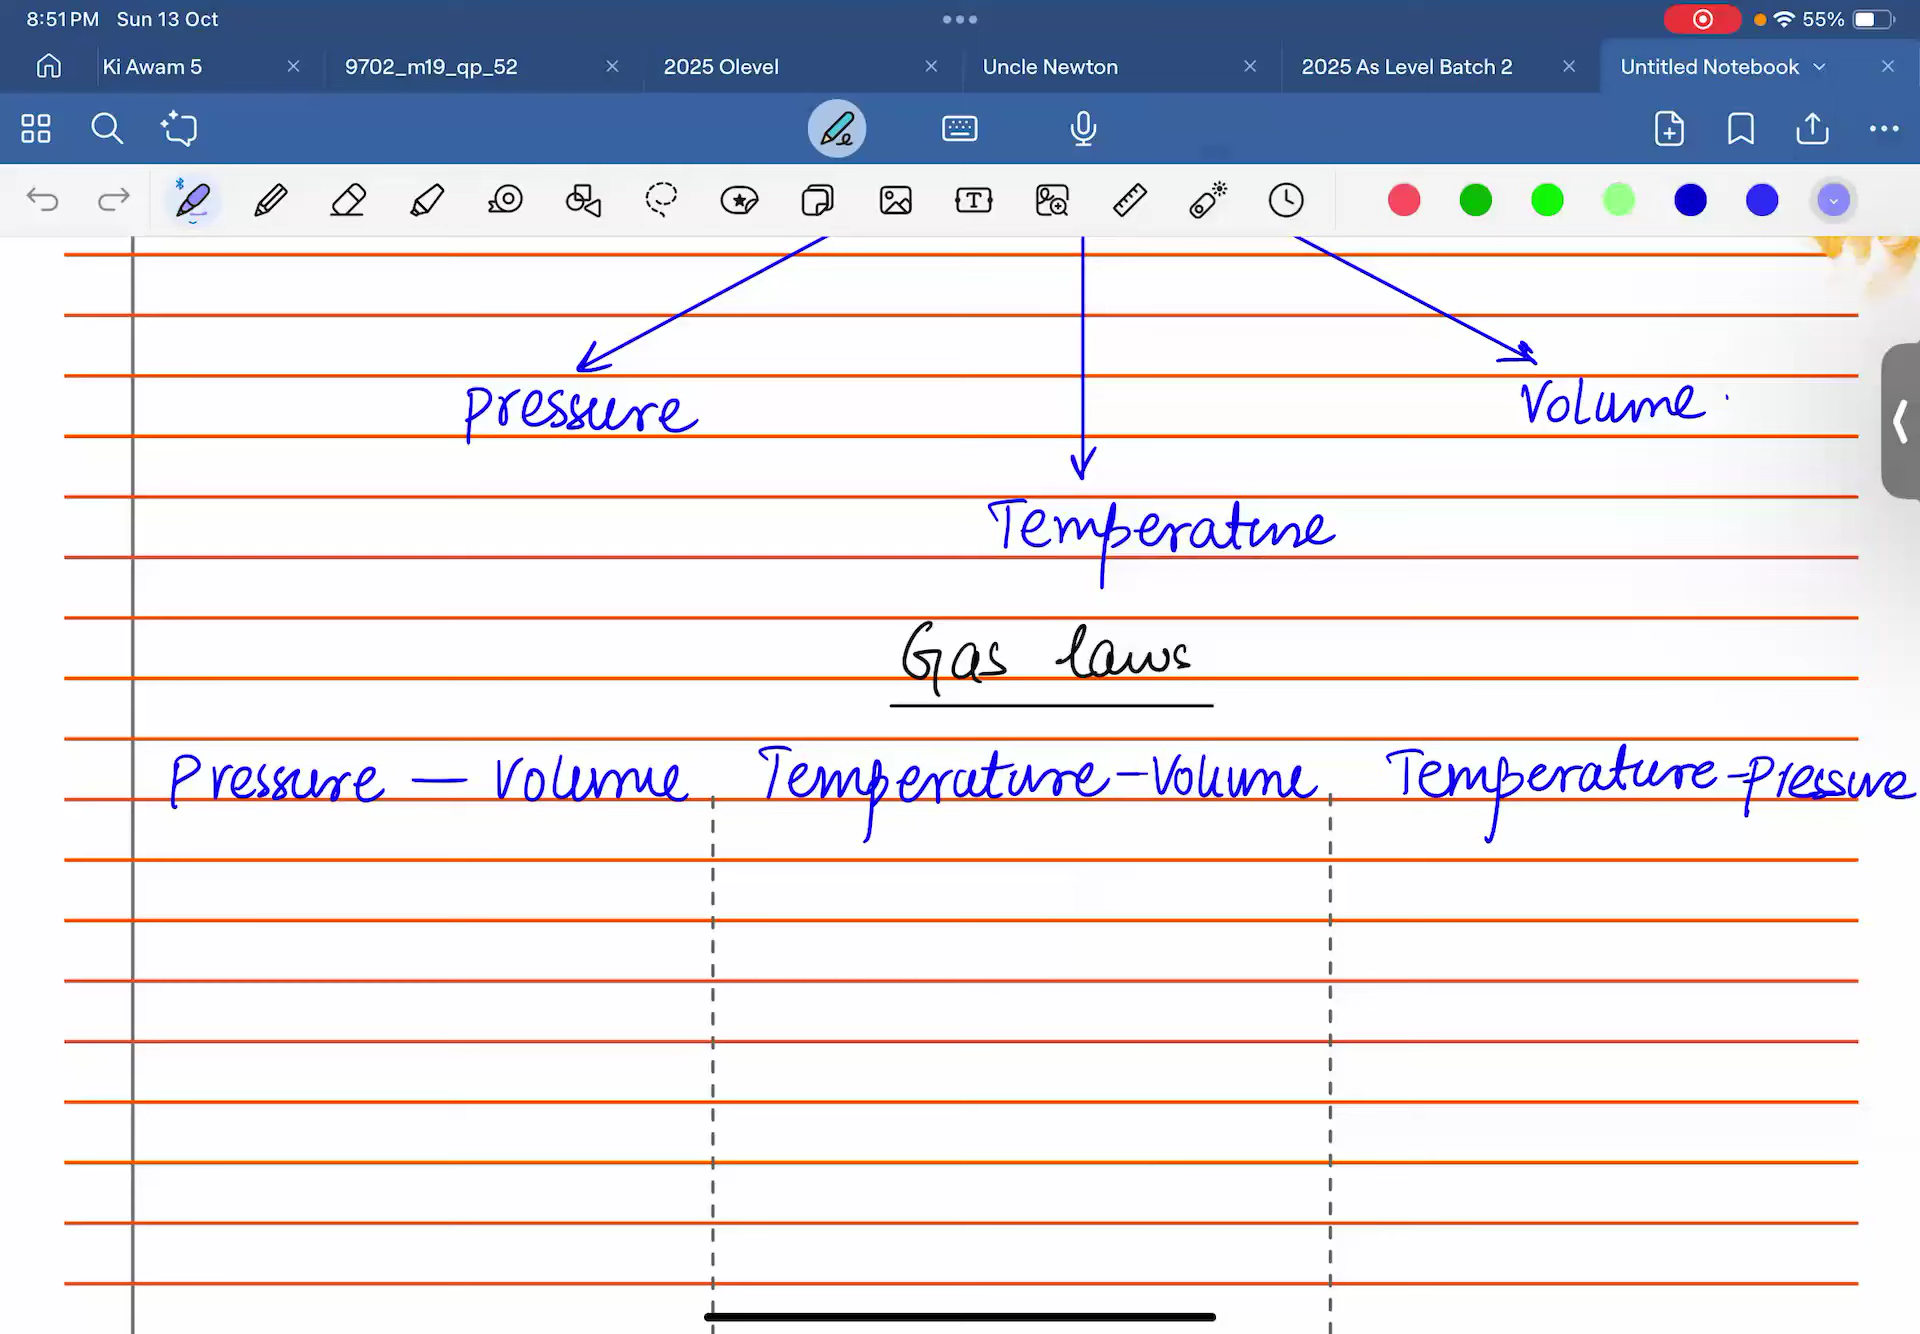 8:51 PM Sun 13 Oct 55%
Ki Awam 5 9702_m19_qp_52 2025 Olevel Uncle Newton 2025 As Level Batch 2 Untitled Notebook
Pressure
Volume
Temperature
Gas laws
Pressure — Volume Temperature-Volume Temperature-Pressure